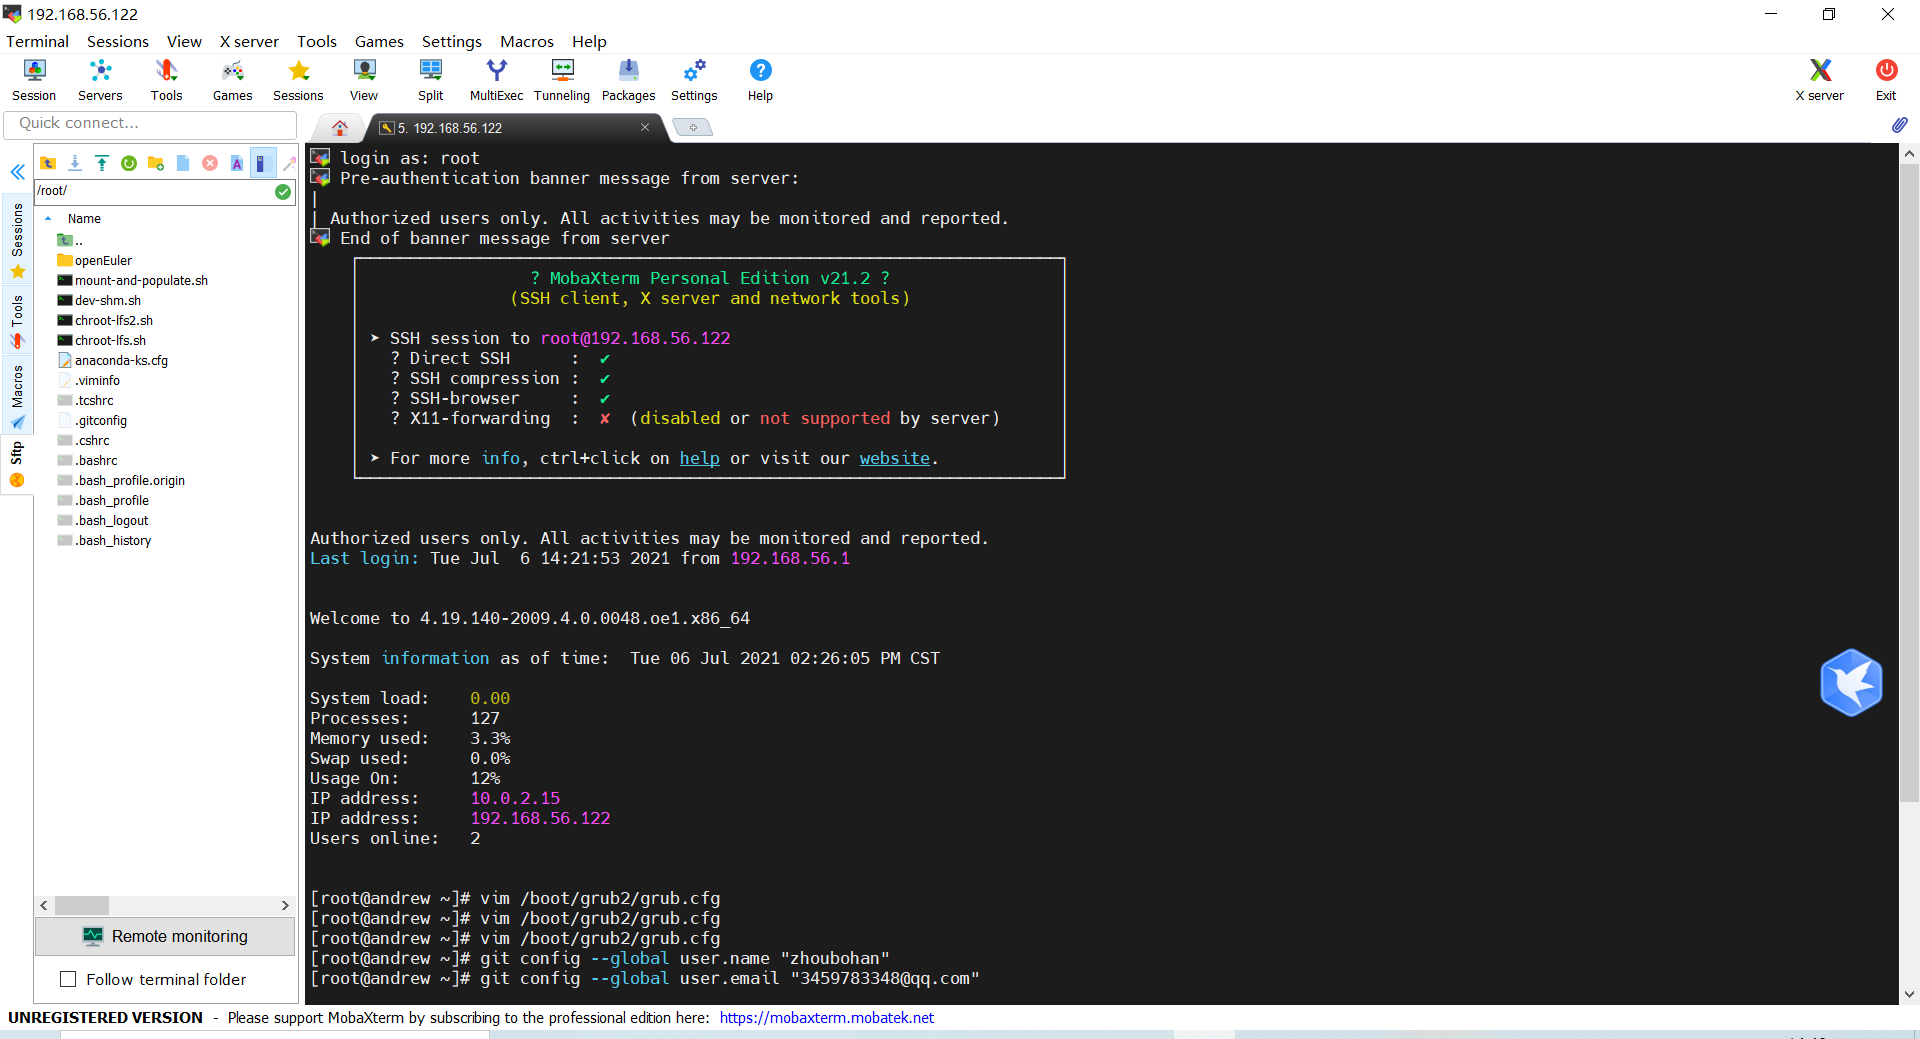 192.168.56.122
Terminal Sessions View X server Tools Games Settings Macros Help
Session Servers Tools Games Sessions View Split MultiExec Tunneling Packages Settings Help X server Exit
Quick connect...
5. 192.168.56.122
/root/
Name
..
openEuler
mount-and-populate.sh
dev-shm.sh
chroot-lfs2.sh
chroot-lfs.sh
anaconda-ks.cfg
.viminfo
.tcshrc
.gitconfig
.cshrc
.bashrc
.bash_profile.origin
.bash_profile
.bash_logout
.bash_history
Sessions
Tools
Macros
Sftp
Remote monitoring
Follow terminal folder
login as: root
Pre-authentication banner message from server:
|
| Authorized users only. All activities may be monitored and reported.
End of banner message from server
? MobaXterm Personal Edition v21.2 ?
(SSH client, X server and network tools)
➤ SSH session to root@192.168.56.122
? Direct SSH : ✔
? SSH compression : ✔
? SSH-browser : ✔
? X11-forwarding : ✘ (disabled or not supported by server)
➤ For more info, ctrl+click on help or visit our website.
Authorized users only. All activities may be monitored and reported.
Last login: Tue Jul  6 14:21:53 2021 from 192.168.56.1
Welcome to 4.19.140-2009.4.0.0048.oe1.x86_64
System information as of time:  Tue 06 Jul 2021 02:26:05 PM CST
System load: 0.00
Processes: 127
Memory used: 3.3%
Swap used: 0.0%
Usage On: 12%
IP address: 10.0.2.15
IP address: 192.168.56.122
Users online: 2
[root@andrew ~]# vim /boot/grub2/grub.cfg
[root@andrew ~]# vim /boot/grub2/grub.cfg
[root@andrew ~]# vim /boot/grub2/grub.cfg
[root@andrew ~]# git config --global user.name "zhoubohan"
[root@andrew ~]# git config --global user.email "3459783348@qq.com"
UNREGISTERED VERSION - Please support MobaXterm by subscribing to the professional edition here: https://mobaxterm.mobatek.net